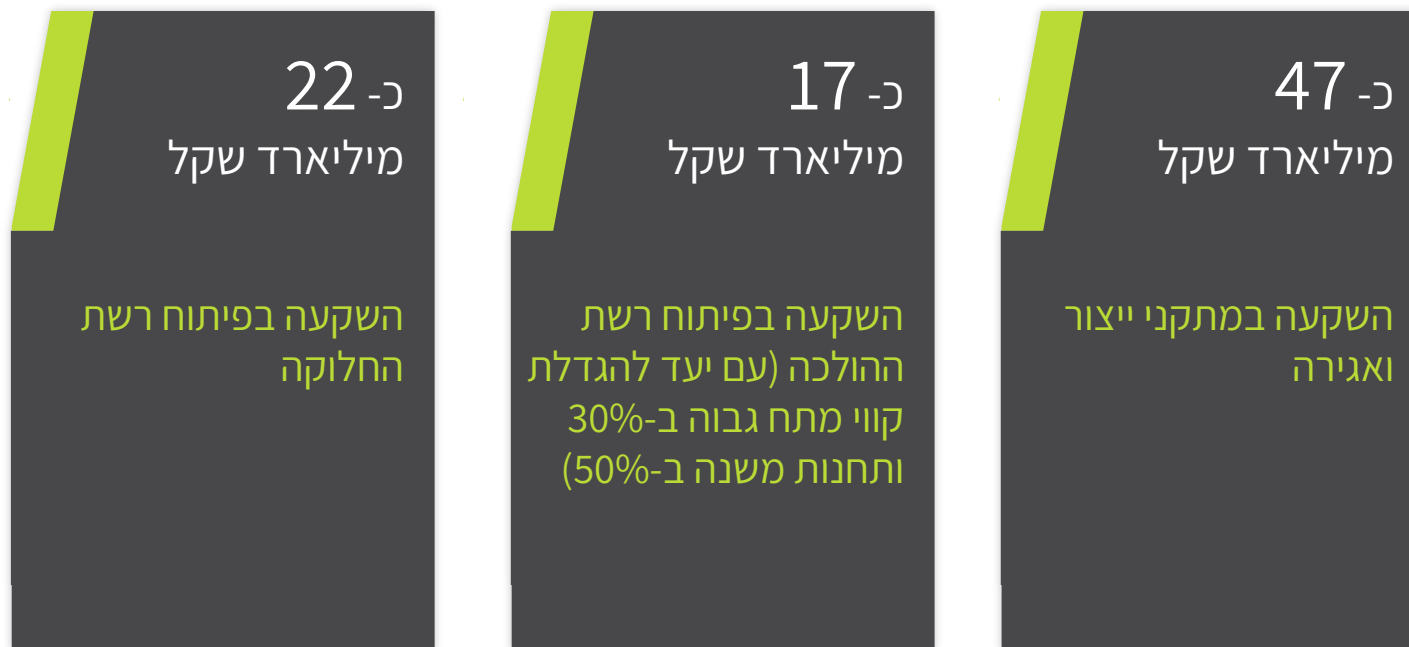 כ- 47
מיליארד שקל
השקעה במתקני ייצור
ואגירה
כ- 17
מיליארד שקל
השקעה בפיתוח רשת
ההולכה (עם יעד להגדלת
קווי מתח גבוה ב-30%
ותחנות משנה ב-50%)
כ- 22
מיליארד שקל
השקעה בפיתוח רשת
החלוקה